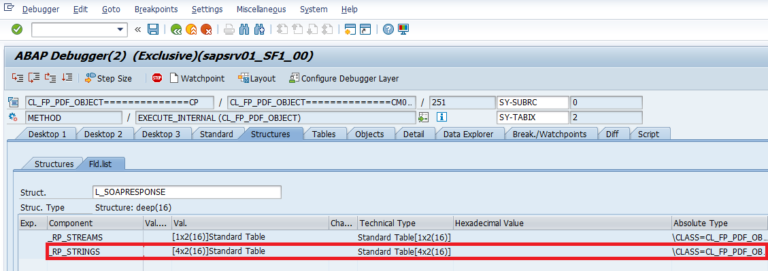 Debugger Edit Goto Breakpoints Settings Miscellaneous System Help
ABAP Debugger(2) (Exclusive)(sapsrv01_SF1_00)
Step Size Watchpoint Layout Configure Debugger Layer
CL_FP_PDF_OBJECT==============CP / CL_FP_PDF_OBJECT==============CM0.. / 251 SY-SUBRC 0
METHOD / EXECUTE_INTERNAL (CL_FP_PDF_OBJECT) SY-TABIX 2
Desktop 1 Desktop 2 Desktop 3 Standard Structures Tables Objects Detail Data Explorer Break./Watchpoints Diff Script
Structures Fld.list
Struct. L_SOAPRESPONSE
Struc. Type Structure: deep(16)
Exp. Component Val.... Val. Cha... Technical Type Hexadecimal Value Absolute Type
_RP_STREAMS [1x2(16)]Standard Table Standard Table[1x2(16)] \CLASS=CL_FP_PDF_OB..
_RP_STRINGS [4x2(16)]Standard Table Standard Table[4x2(16)] \CLASS=CL_FP_PDF_OB..